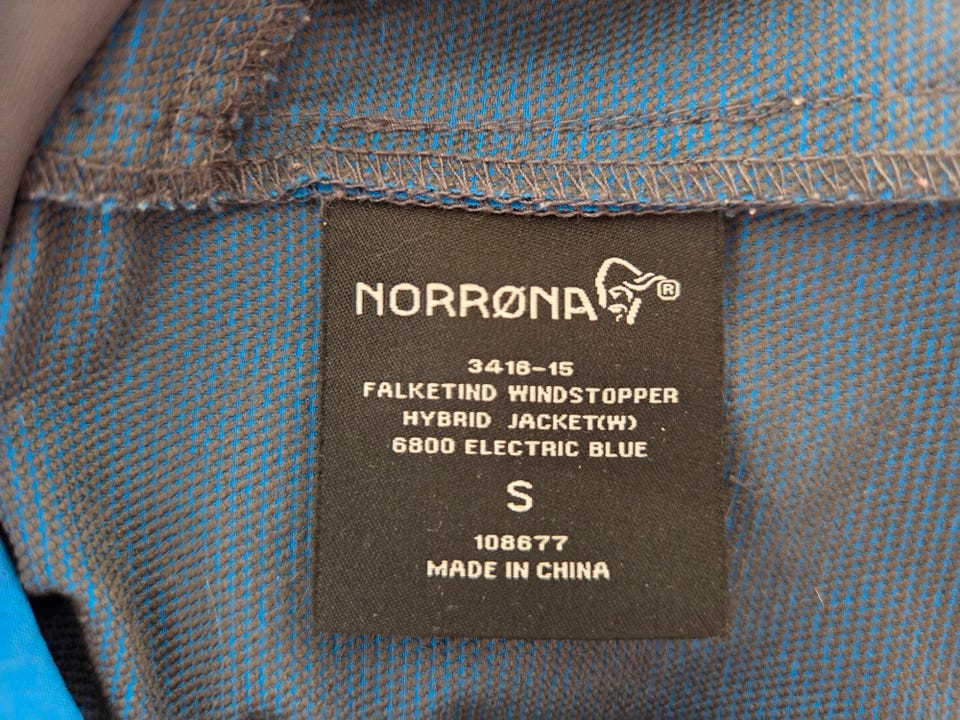 NORRØNA®
3416-15
FALKETIND WINDSTOPPER
HYBRID JACKET(W)
6800 ELECTRIC BLUE
S
108677
MADE IN CHINA